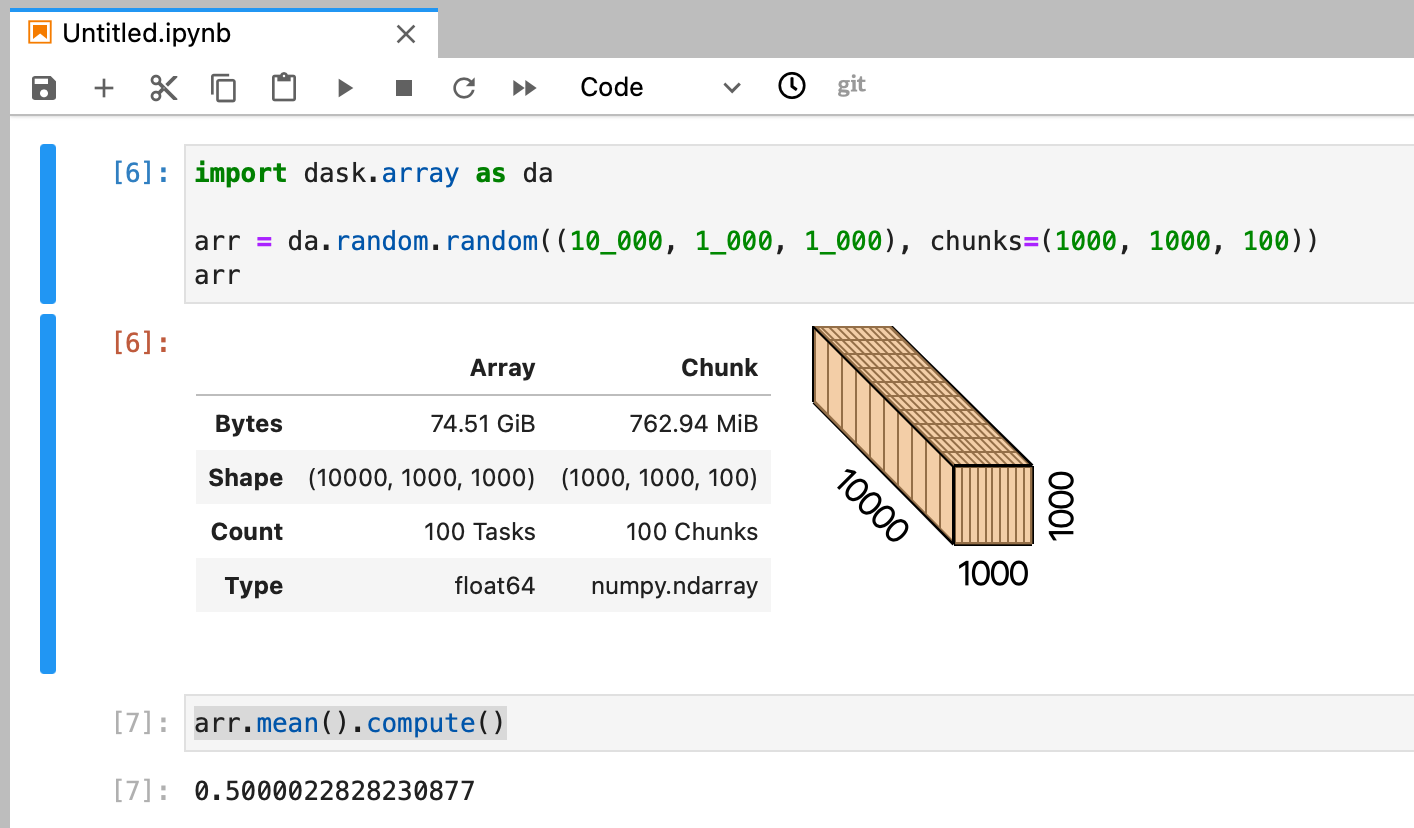 Untitled.ipynb
Code
git
[6]:
import dask.array as da
arr = da.random.random((10_000, 1_000, 1_000), chunks=(1000, 1000, 100))
arr
[6]:
Array Chunk
Bytes 74.51 GiB 762.94 MiB
Shape (10000, 1000, 1000) (1000, 1000, 100)
Count 100 Tasks 100 Chunks
Type float64 numpy.ndarray
10000
1000
1000
[7]:
arr.mean().compute()
[7]:
0.5000022828230877